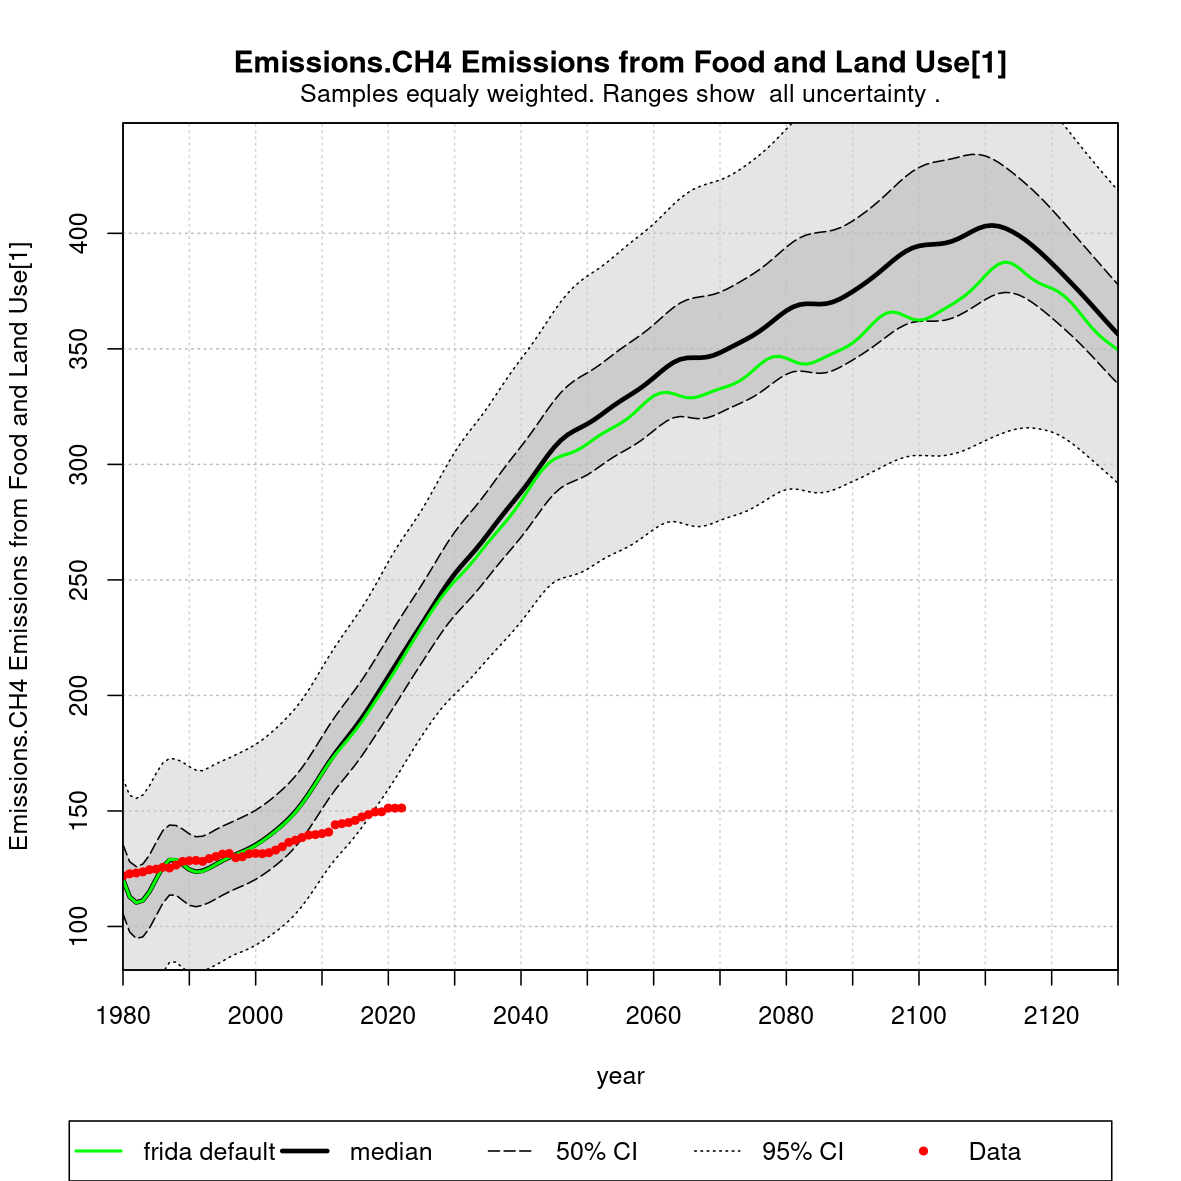 Emissions.CH4 Emissions from Food and Land Use[1]
Samples equaly weighted. Ranges show  all uncertainty .
Emissions.CH4 Emissions from Food and Land Use[1]
400
350
300
250
200
150
100
1980 2000 2020 2040 2060 2080 2100 2120
year
frida default median 50% CI 95% CI Data